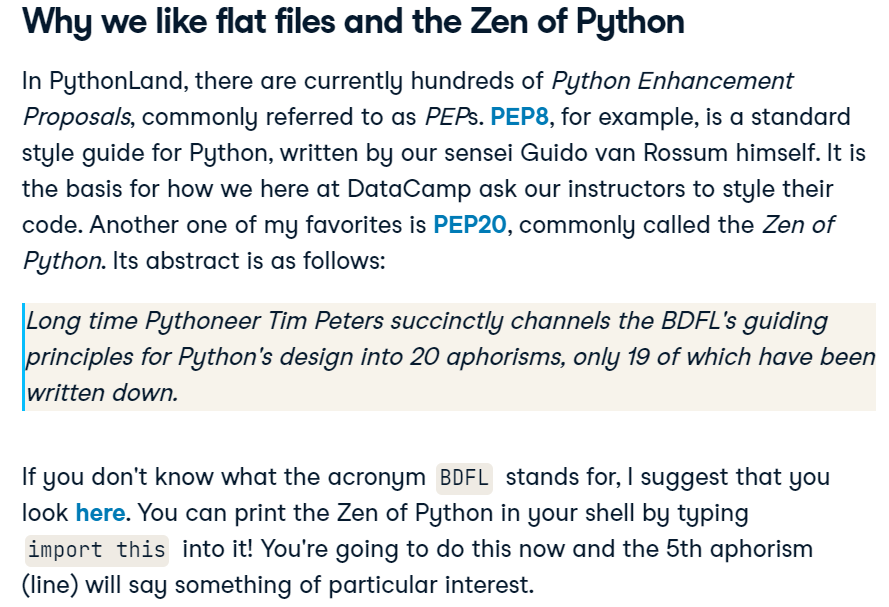 Why we like flat files and the Zen of Python
In PythonLand, there are currently hundreds of Python Enhancement
Proposals, commonly referred to as PEPs. PEP8, for example, is a standard
style guide for Python, written by our sensei Guido van Rossum himself. It is
the basis for how we here at DataCamp ask our instructors to style their
code. Another one of my favorites is PEP20, commonly called the Zen of
Python. Its abstract is as follows:
Long time Pythoneer Tim Peters succinctly channels the BDFL's guiding
principles for Python's design into 20 aphorisms, only 19 of which have been
written down.
If you don't know what the acronym BDFL stands for, I suggest that you
look here. You can print the Zen of Python in your shell by typing
import this into it! You're going to do this now and the 5th aphorism
(line) will say something of particular interest.